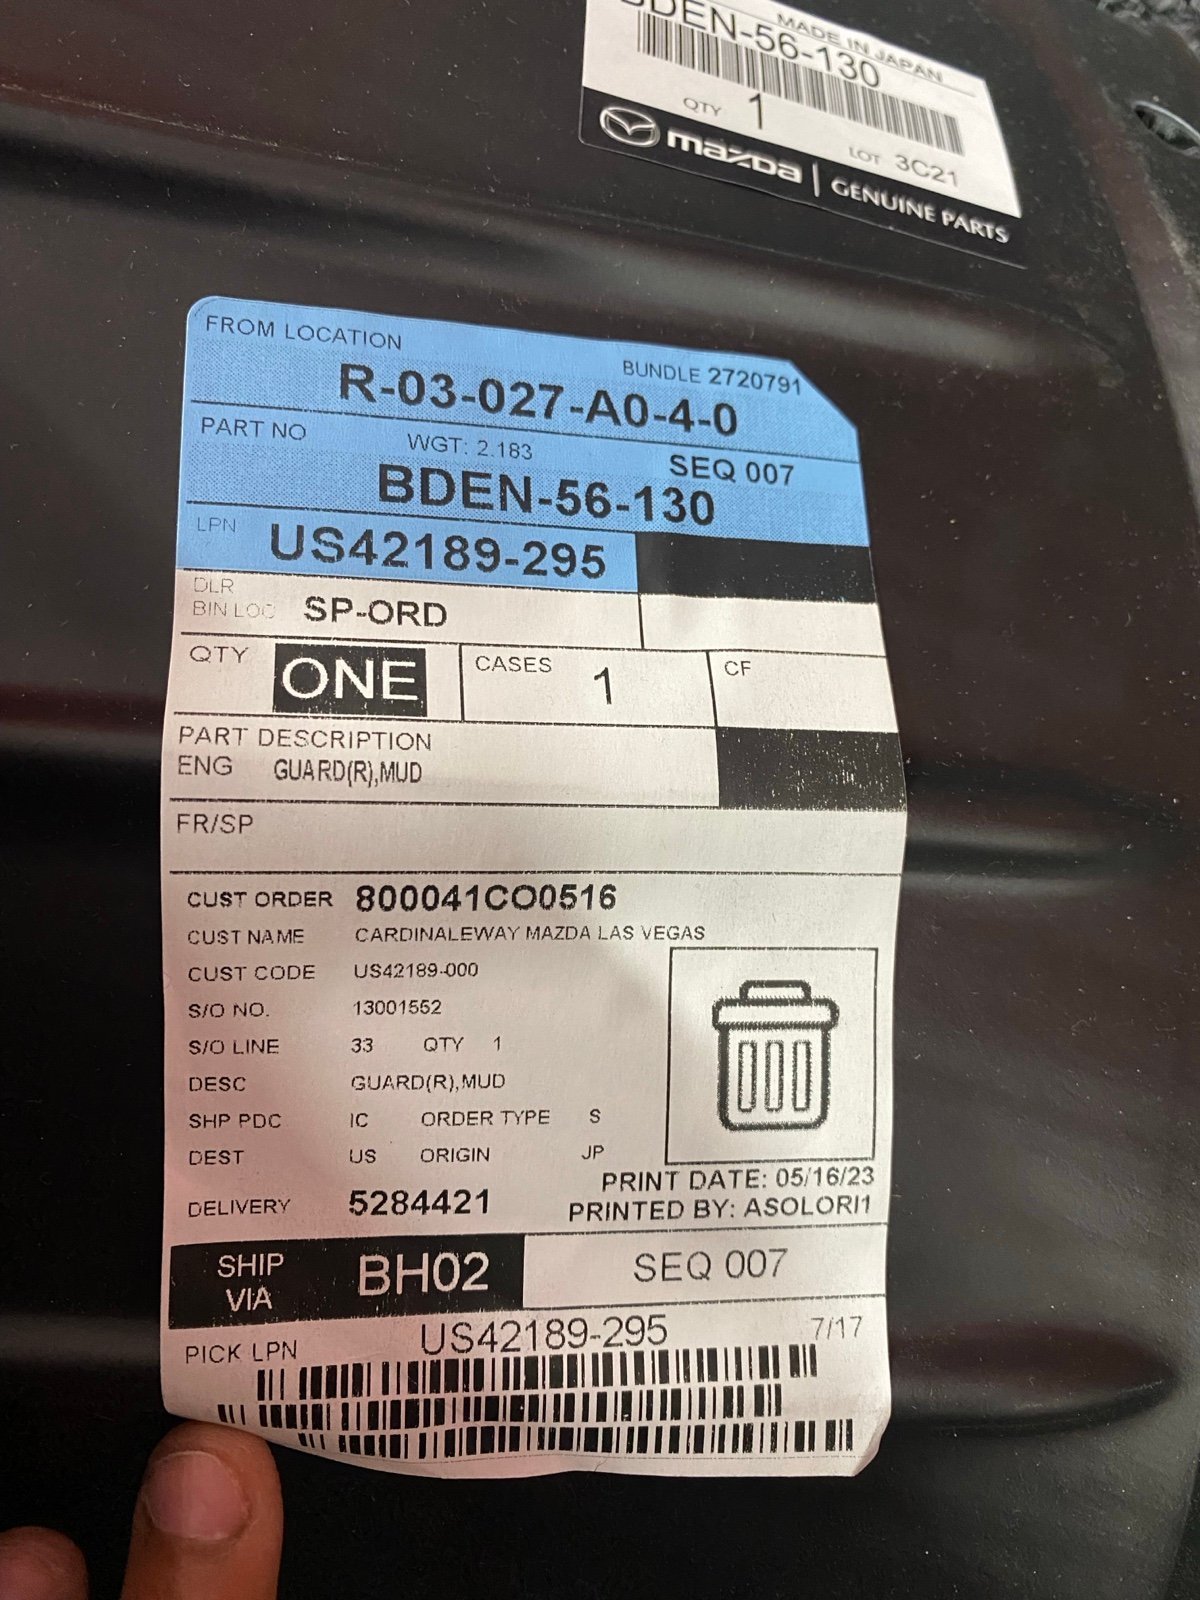 MADE IN JAPAN
BDEN-56-130
QTY 1
LOT 3C21
mazda | GENUINE PARTS
FROM LOCATION
BUNDLE 2720791
R-03-027-A0-4-0
PART NO
WGT: 2.183
SEQ 007
BDEN-56-130
LPN US42189-295
DLR
BIN LOC SP-ORD
QTY ONE CASES 1 CF
PART DESCRIPTION
ENG GUARD(R),MUD
FR/SP
CUST ORDER 800041CO0516
CUST NAME CARDINALEWAY MAZDA LAS VEGAS
CUST CODE US42189-000
S/O NO. 13001552
S/O LINE 33 QTY 1
DESC GUARD(R),MUD
SHP PDC IC ORDER TYPE S
DEST US ORIGIN JP
PRINT DATE: 05/16/23
DELIVERY 5284421 PRINTED BY: ASOLORI1
SHIP VIA BH02 SEQ 007
US42189-295 7/17
PICK LPN